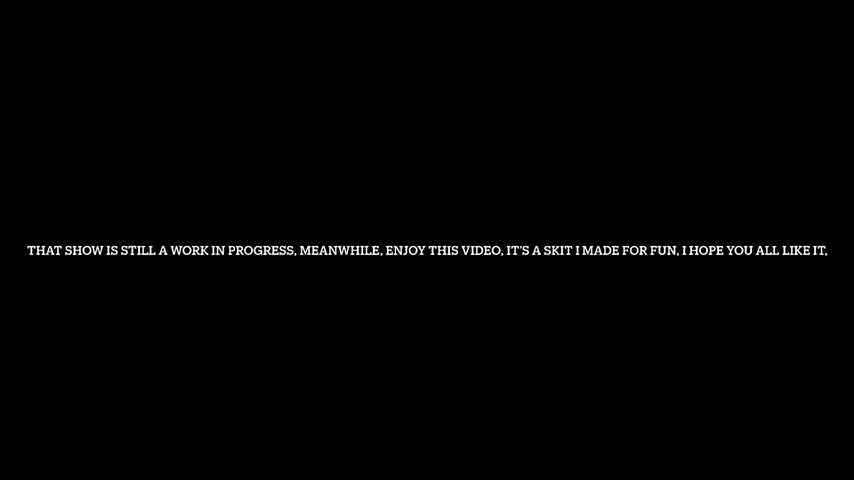 THAT SHOW IS STILL A WORK IN PROGRESS, MEANWHILE, ENJOY THIS VIDEO, IT'S A SKIT I MADE FOR FUN, I HOPE YOU ALL LIKE IT,